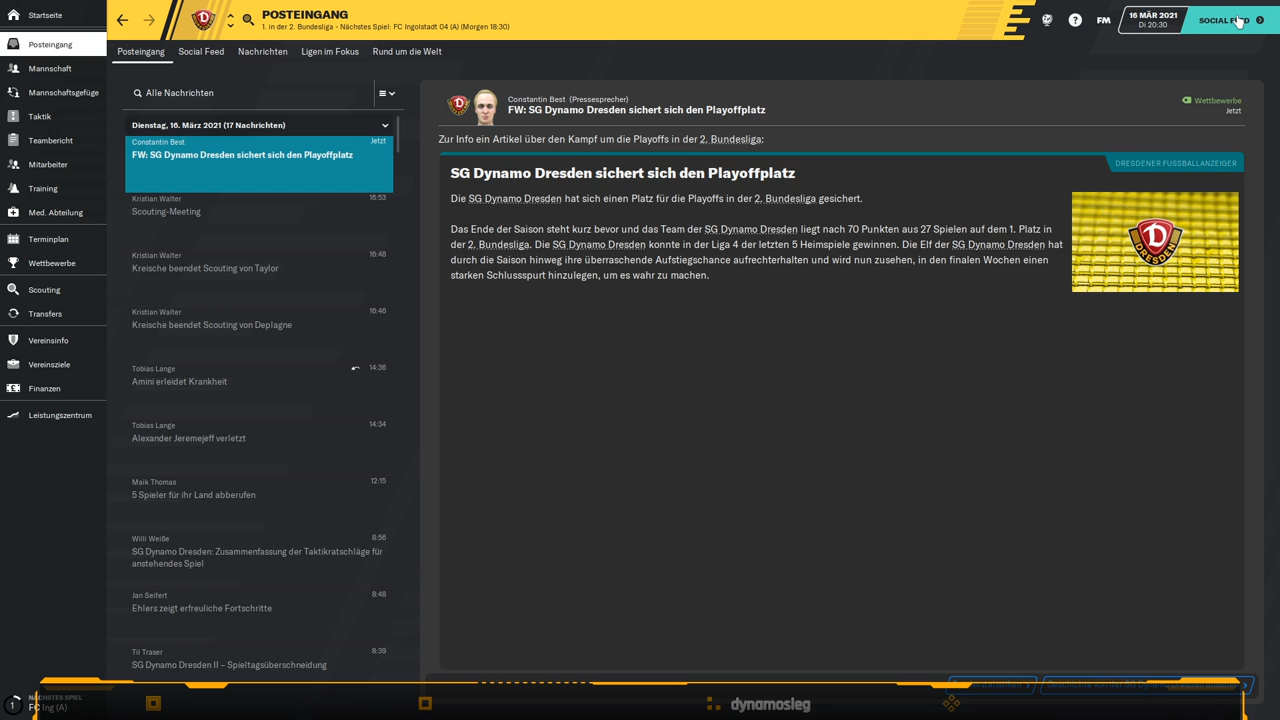 Startseite
Posteingang
Mannschaft
Mannschaftsgefüge
Taktik
Teambericht
Mitarbeiter
Training
Med. Abteilung
Terminplan
Wettbewerbe
Scouting
Transfers
Vereinsinfo
Vereinsziele
Finanzen
Leistungszentrum
POSTEINGANG
1. in der 2. Bundesliga - Nächstes Spiel: FC Ingolstadt 04 (A) (Morgen 18:30)
FM
16 MÄR 2021
Di 20:30
SOCIAL
Posteingang
Social Feed
Nachrichten
Ligen im Fokus
Rund um die Welt
Alle Nachrichten
Dienstag, 16. März 2021 (17 Nachrichten)
Constantin Best
Jetzt
FW: SG Dynamo Dresden sichert sich den Playoffplatz
Kristian Walter
16:53
Scouting-Meeting
Kristian Walter
16:48
Kreische beendet Scouting von Taylor
Kristian Walter
16:46
Kreische beendet Scouting von Deplagne
Tobias Lange
14:36
Amini erleidet Krankheit
Tobias Lange
14:34
Alexander Jeremejeff verletzt
Maik Thomas
12:15
5 Spieler für ihr Land abberufen
Willi Weiße
8:56
SG Dynamo Dresden: Zusammenfassung der Taktikratschläge für
anstehendes Spiel
Jan Seifert
8:48
Ehlers zeigt erfreuliche Fortschritte
Til Traser
8:39
SG Dynamo Dresden II – Spieltagsüberschneidung
Constantin Best (Pressesprecher)
FW: SG Dynamo Dresden sichert sich den Playoffplatz
Wettbewerbe
Jetzt
Zur Info ein Artikel über den Kampf um die Playoffs in der 2. Bundesliga:
DRESDENER FUSSBALLANZEIGER
SG Dynamo Dresden sichert sich den Playoffplatz
Die SG Dynamo Dresden hat sich einen Platz für die Playoffs in der 2. Bundesliga gesichert.
Das Ende der Saison steht kurz bevor und das Team der SG Dynamo Dresden liegt nach 70 Punkten aus 27 Spielen auf dem 1. Platz in
der 2. Bundesliga. Die SG Dynamo Dresden konnte in der Liga 4 der letzten 5 Heimspiele gewinnen. Die Elf der SG Dynamo Dresden hat
durch die Saison hinweg ihre überraschende Aufstiegschance aufrechterhalten und wird nun zusehen, in den finalen Wochen einen
starken Schlussspurt hinzulegen, um es wahr zu machen.
D
DRESDEN
1
NÄCHSTES SPIEL
FC Ing (A)
dynamosleg